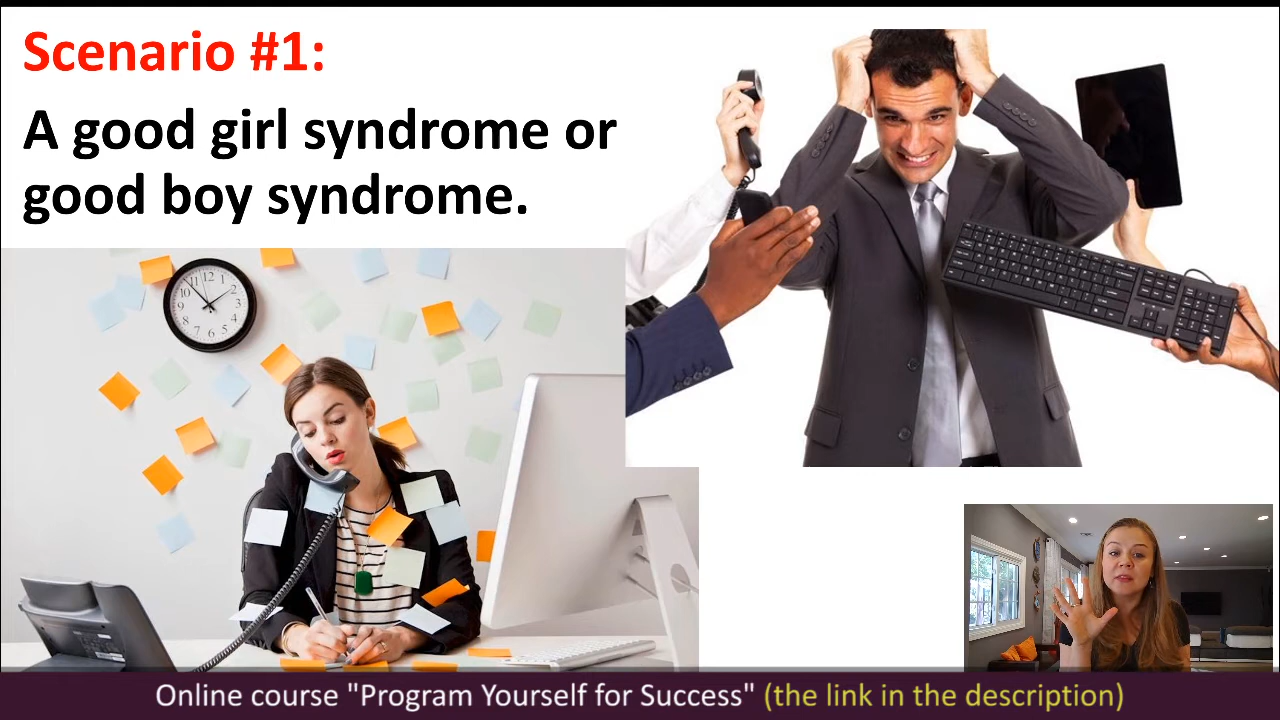 Scenario #1:
A good girl syndrome or
good boy syndrome.
Online course "Program Yourself for Success" (the link in the description)